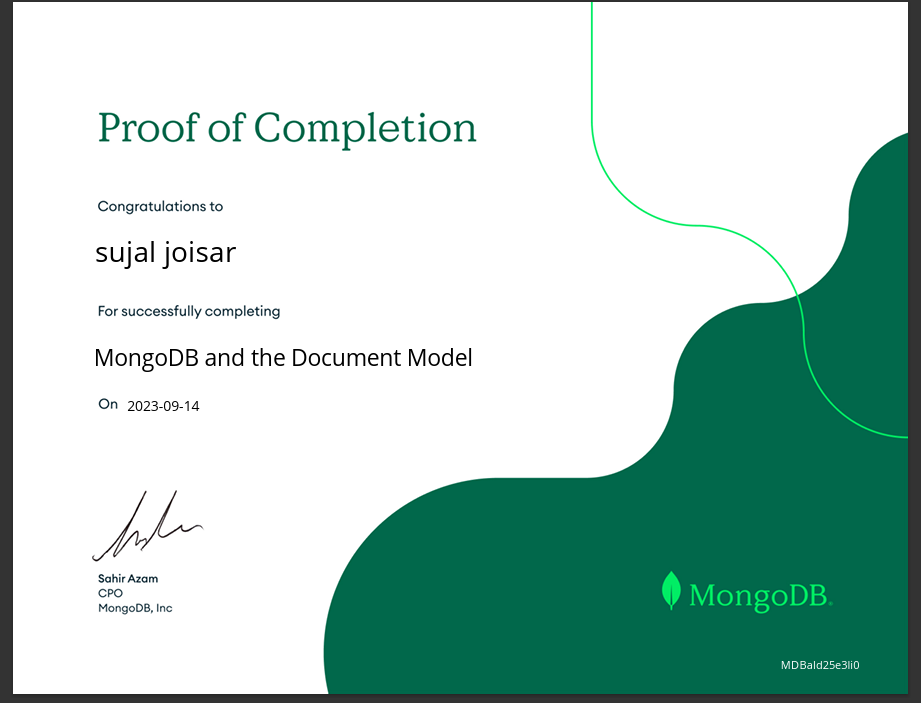 Proof of Completion
Congratulations to
sujal joisar
For successfully completing
MongoDB and the Document Model
On 2023-09-14
Sahir Azam
CPO
MongoDB, Inc
MongoDB.
MDBald25e3li0